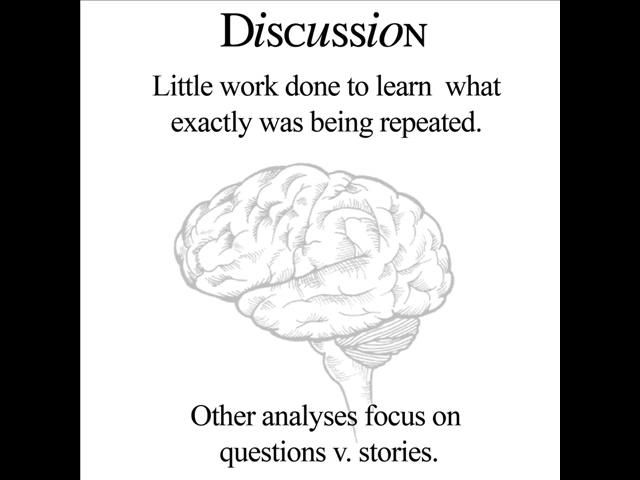 Discussion
Little work done to learn  what
exactly was being repeated.
Other analyses focus on
questions v. stories.